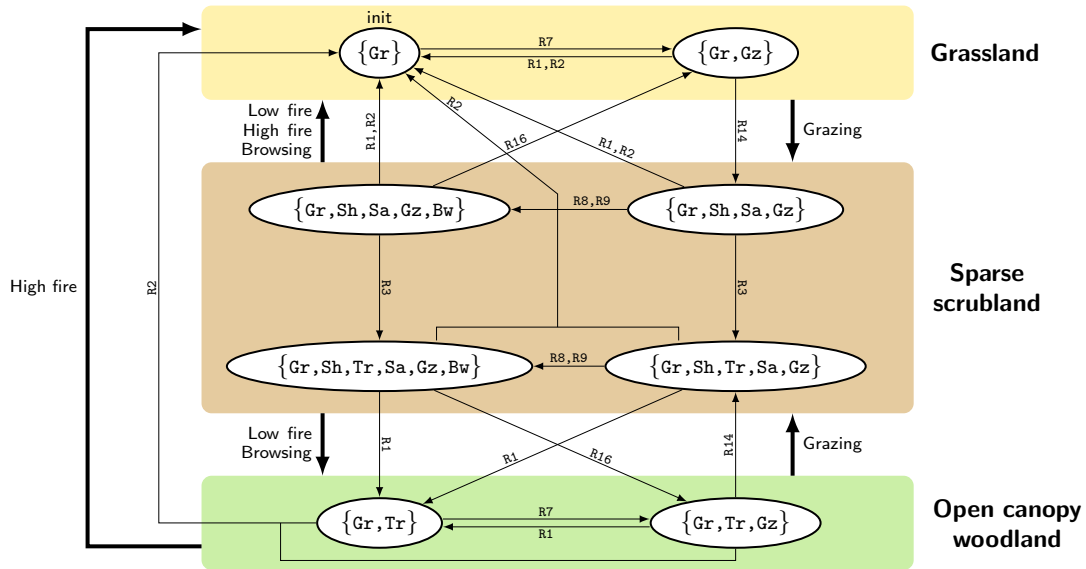 init
{Gr}
R7
R1,R2
{Gr,Gz}
Grassland
Low fire
High fire
Browsing
R1,R2
R16
R2
R1,R2
R14
Grazing
{Gr,Sh,Sa,Gz,Bw}
R8,R9
{Gr,Sh,Sa,Gz}
High fire
R2
R3
R3
Sparse
scrubland
{Gr,Sh,Tr,Sa,Gz,Bw}
R8,R9
{Gr,Sh,Tr,Sa,Gz}
Low fire
Browsing
R1
R16
R1
R14
Grazing
{Gr,Tr}
R7
R1
{Gr,Tr,Gz}
Open canopy
woodland